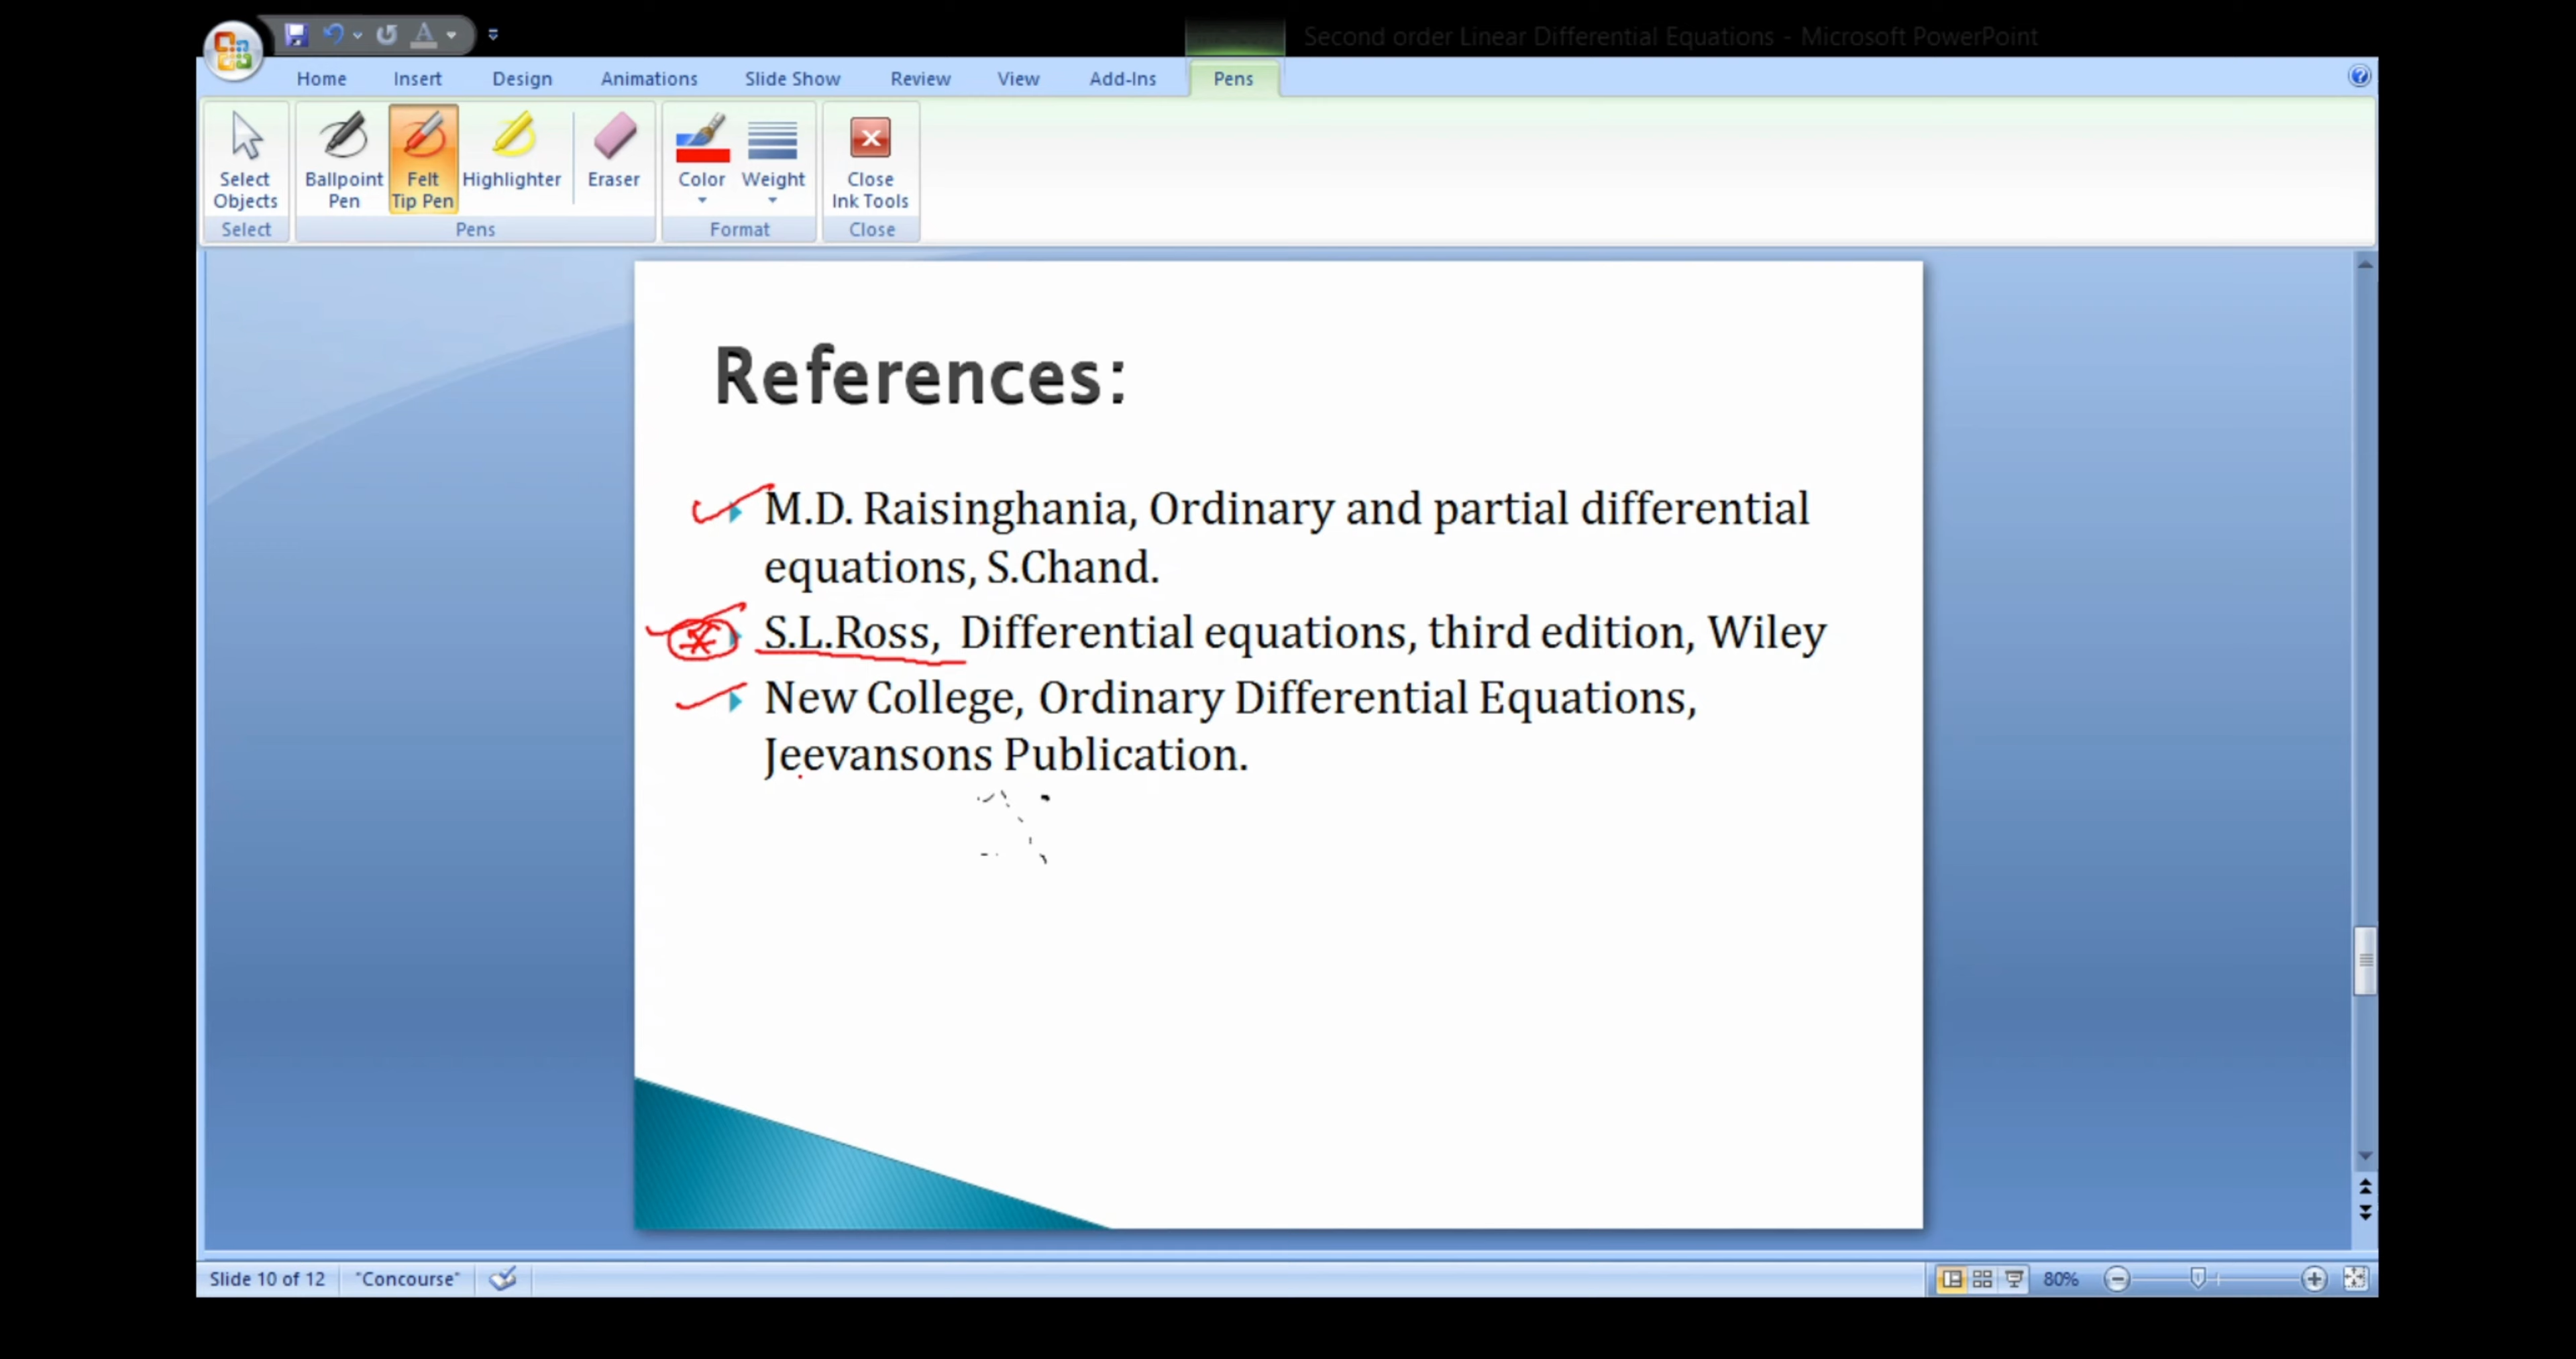 Second order Linear Differential Equations - Microsoft PowerPoint
Home Insert Design Animations Slide Show Review View Add-Ins Pens
Select Objects
Ballpoint Pen
Felt Tip Pen
Highlighter
Eraser
Color
Weight
Close Ink Tools
Select Pens Format Close
References:
M.D. Raisinghania, Ordinary and partial differential
equations, S.Chand.
S.L.Ross, Differential equations, third edition, Wiley
New College, Ordinary Differential Equations,
Jeevansons Publication.
Slide 10 of 12 "Concourse" 80%